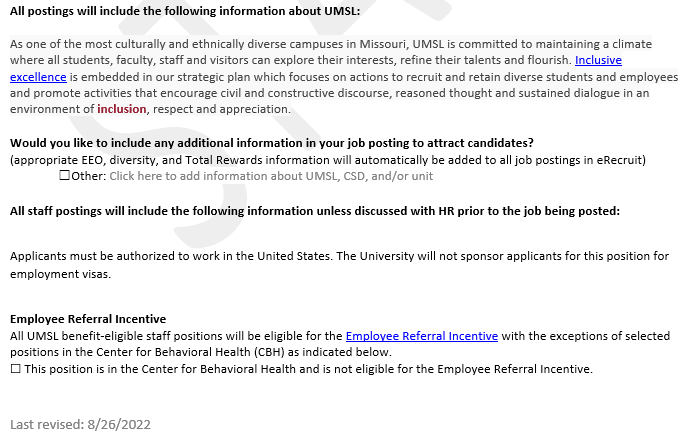 All postings will include the following information about UMSL:
As one of the most culturally and ethnically diverse campuses in Missouri, UMSL is committed to maintaining a climate
where all students, faculty, staff and visitors can explore their interests, refine their talents and flourish. Inclusive
excellence is embedded in our strategic plan which focuses on actions to recruit and retain diverse students and employees
and promote activities that encourage civil and constructive discourse, reasoned thought and sustained dialogue in an
environment of inclusion, respect and appreciation.
Would you like to include any additional information in your job posting to attract candidates?
(appropriate EEO, diversity, and Total Rewards information will automatically be added to all job postings in eRecruit)
☐Other: Click here to add information about UMSL, CSD, and/or unit
All staff postings will include the following information unless discussed with HR prior to the job being posted:
Applicants must be authorized to work in the United States. The University will not sponsor applicants for this position for
employment visas.
Employee Referral Incentive
All UMSL benefit-eligible staff positions will be eligible for the Employee Referral Incentive with the exceptions of selected
positions in the Center for Behavioral Health (CBH) as indicated below.
☐ This position is in the Center for Behavioral Health and is not eligible for the Employee Referral Incentive.
Last revised: 8/26/2022